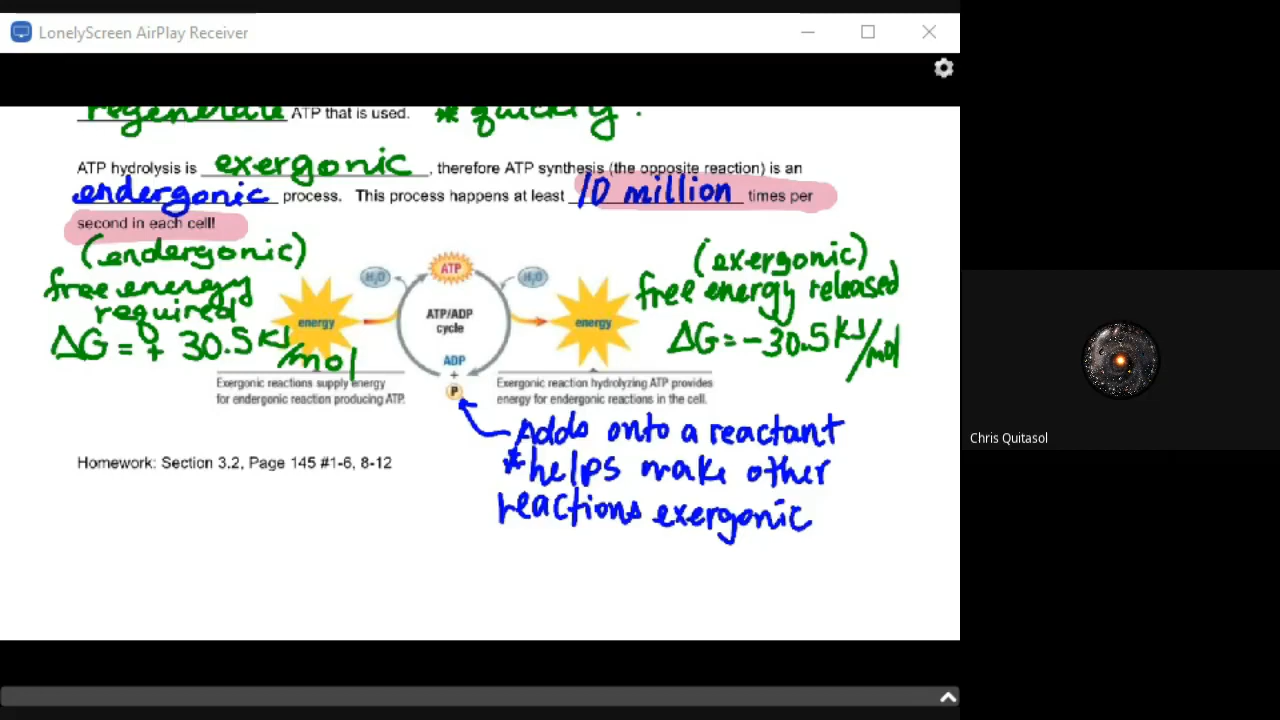 LonelyScreen AirPlay Receiver
regenerate ATP that is used. * quickly!
ATP hydrolysis is exergonic, therefore ATP synthesis (the opposite reaction) is an
endergonic process. This process happens at least 10 million times per
second in each cell!
(endergonic)
free energy
required
ΔG = + 30.5 kJ/mol
H₂O
ATP
H₂O
energy
ATP/ADP
cycle
energy
ADP
+
P
(exergonic)
free energy released
ΔG = -30.5 kJ/mol
Exergonic reactions supply energy
for endergonic reaction producing ATP.
Exergonic reaction hydrolyzing ATP provides
energy for endergonic reactions in the cell.
Adds onto a reactant
*helps make other
reactions exergonic
Homework: Section 3.2, Page 145 #1-6, 8-12
Chris Quitasol